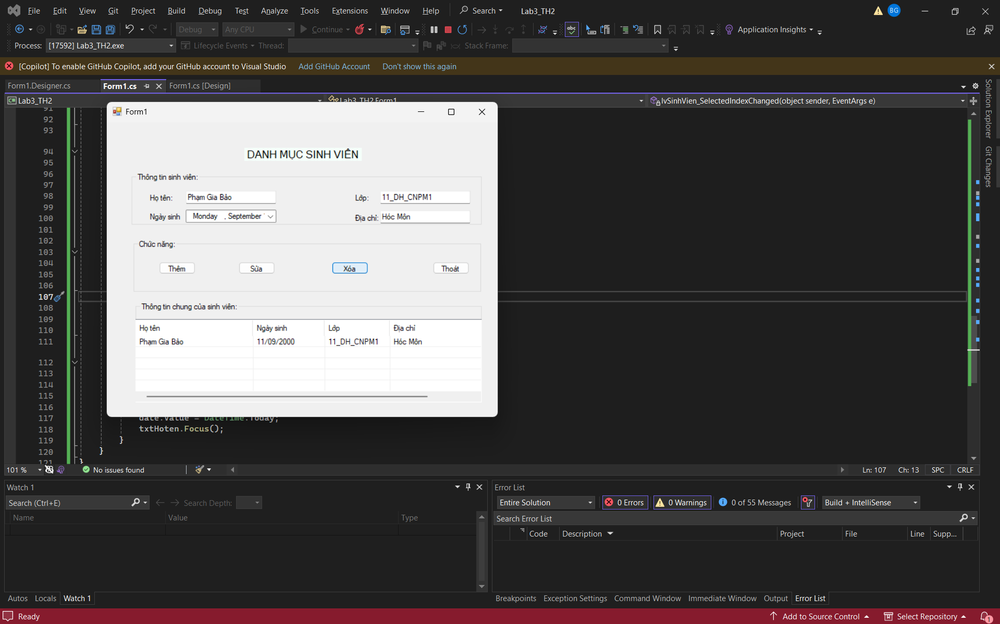 File Edit View Git Project Build Debug Test Analyze Tools Extensions Window Help Search Lab3_TH2 BG
Debug Any CPU Continue abc Application Insights
Process: [17592] Lab3_TH2.exe Lifecycle Events Thread: Stack Frame:
[Copilot] To enable GitHub Copilot, add your GitHub account to Visual Studio Add GitHub Account Don't show this again
Form1.Designer.cs Form1.cs Form1.cs [Design]
C# Lab3_TH2 Lab3_TH2.Form1 lvSinhVien_SelectedIndexChanged(object sender, EventArgs e)
Solution Explorer
Git Changes
Form1
DANH MỤC SINH VIÊN
Thông tin sinh viên:
Họ tên: Phạm Gia Bảo Lớp: 11_DH_CNPM1
Ngày sinh Monday , September Địa chỉ: Hóc Môn
Chức năng:
Thêm Sửa Xóa Thoát
Thông tin chung của sinh viên:
Họ tên Ngày sinh Lớp Địa chỉ
Phạm Gia Bảo 11/09/2000 11_DH_CNPM1 Hóc Môn
91
92
93
94
95
96
97
98
99
100
101
102
103
104
105
106
107
108
109
110
111
112
113
114
115
116
117 date.Value = DateTime.Today;
118 txtHoten.Focus();
119 }
120 }
121 }
101 % No issues found Ln: 107 Ch: 13 SPC CRLF
Watch 1
Search (Ctrl+E) Search Depth:
Name Value Type
Autos Locals Watch 1
Error List
Entire Solution 0 Errors 0 Warnings 0 of 55 Messages Build + IntelliSense
Search Error List
Code Description Project File Line Supp...
Breakpoints Exception Settings Command Window Immediate Window Output Error List
Ready Add to Source Control Select Repository 1